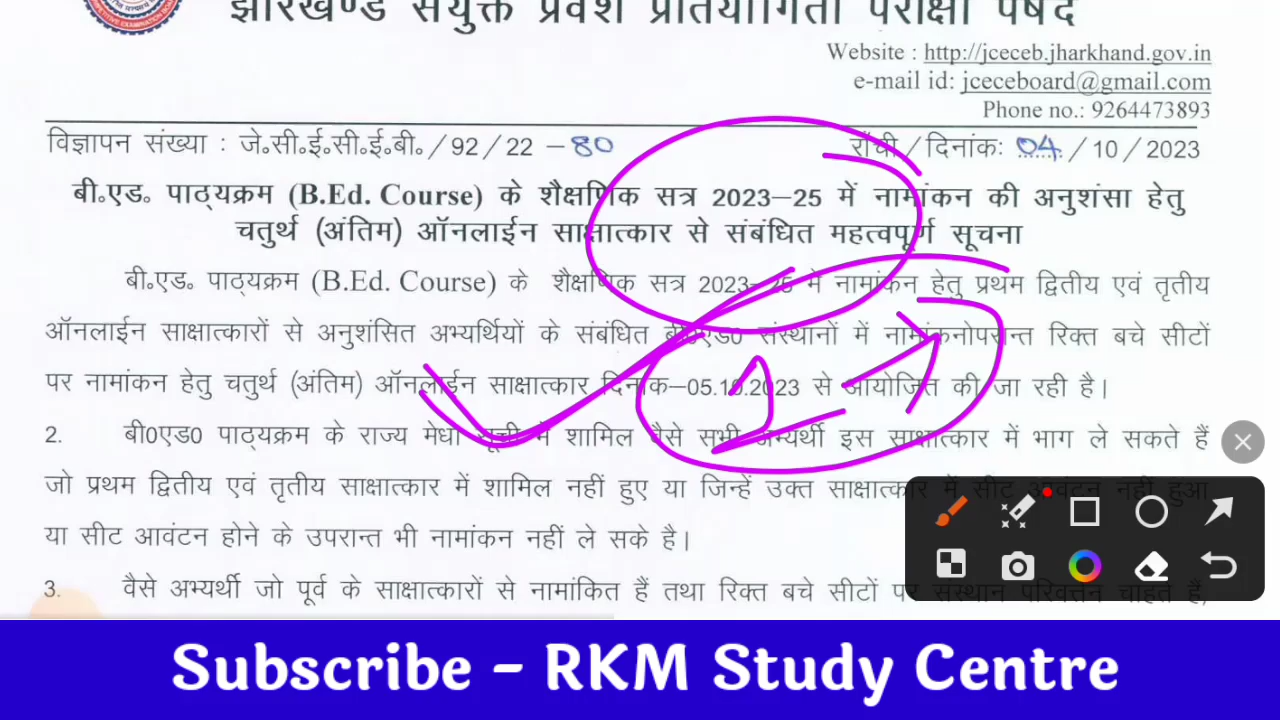 झारखण्ड संयुक्त प्रवेश प्रतियोगिता परीक्षा पर्षद
Website : http://jceceb.jharkhand.gov.in
e-mail id: jceceboard@gmail.com
Phone no.: 9264473893
विज्ञापन संख्या : जे॰सी॰ई॰सी॰ई॰बी॰ / 92 / 22 – 80 राँची / दिनांकः 04 / 10 / 2023
बी॰एड॰ पाठ्यक्रम (B.Ed. Course) के शैक्षणिक सत्र 2023–25 में नामांकन की अनुशंसा हेतु
चतुर्थ (अंतिम) ऑनलाईन साक्षात्कार से संबंधित महत्वपूर्ण सूचना
बी॰एड॰ पाठ्यक्रम (B.Ed. Course) के शैक्षणिक सत्र 2023–25 मे नामांकन हेतु प्रथम द्वितीय एवं तृतीय
ऑनलाईन साक्षात्कारों से अनुशंसित अभ्यर्थियों के संबंधित बी0एड0 संस्थानों में नामांकनोपरान्त रिक्त बचे सीटों
पर नामांकन हेतु चतुर्थ (अंतिम) ऑनलाईन साक्षात्कार दिनांक–05.10.2023 से आयोजित की जा रही है।
2. बी0एड0 पाठ्यक्रम के राज्य मेधा सूची में शामिल वैसे सभी अभ्यर्थी इस साक्षात्कार में भाग ले सकते हैं
जो प्रथम द्वितीय एवं तृतीय साक्षात्कार में शामिल नहीं हुए या जिन्हें उक्त साक्षात्कार में सीट आवंटन नहीं हुआ
या सीट आवंटन होने के उपरान्त भी नामांकन नहीं ले सके है।
3. वैसे अभ्यर्थी जो पूर्व के साक्षात्कारों से नामांकित हैं तथा रिक्त बचे सीटों पर संस्थान परिवर्तन चाहते हैं,
Subscribe – RKM Study Centre